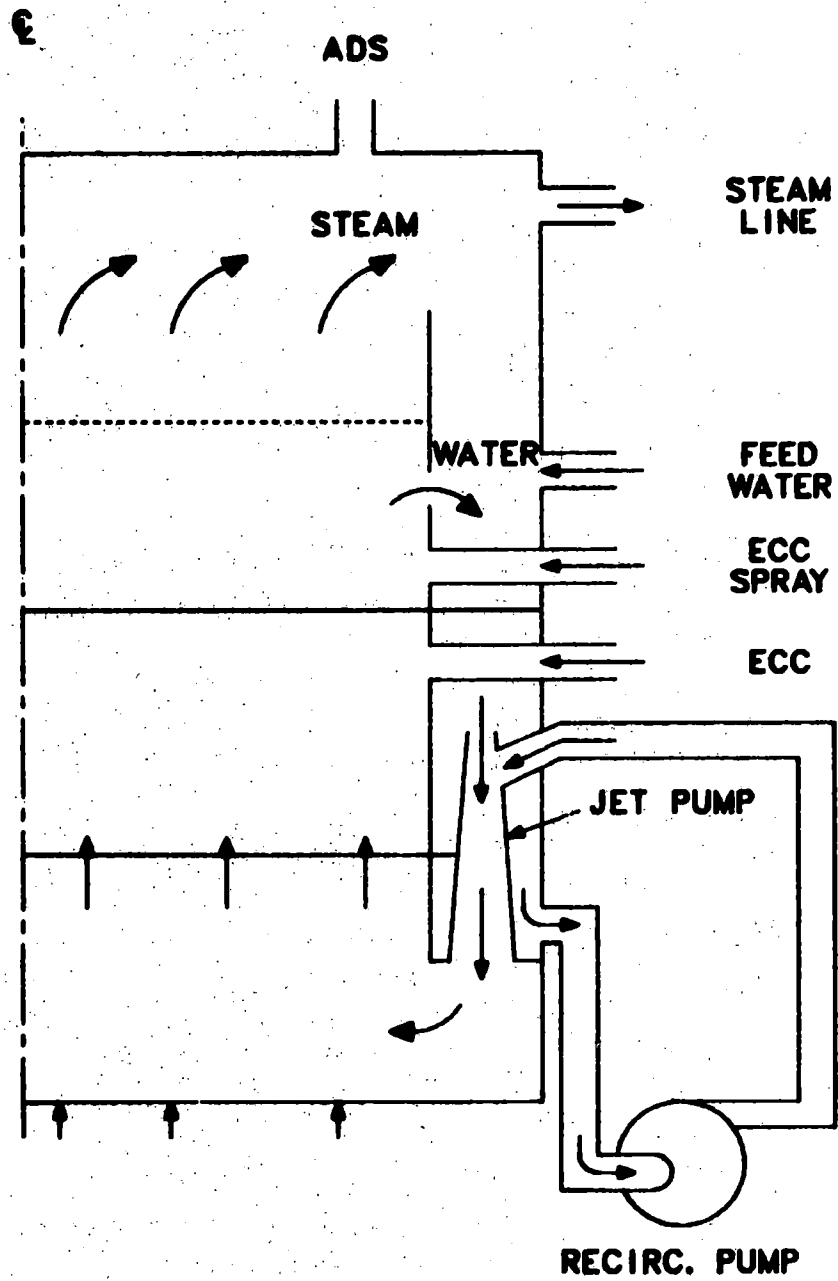 ℄
ADS
STEAM
LINE
STEAM
WATER
FEED
WATER
ECC
SPRAY
ECC
JET PUMP
RECIRC. PUMP